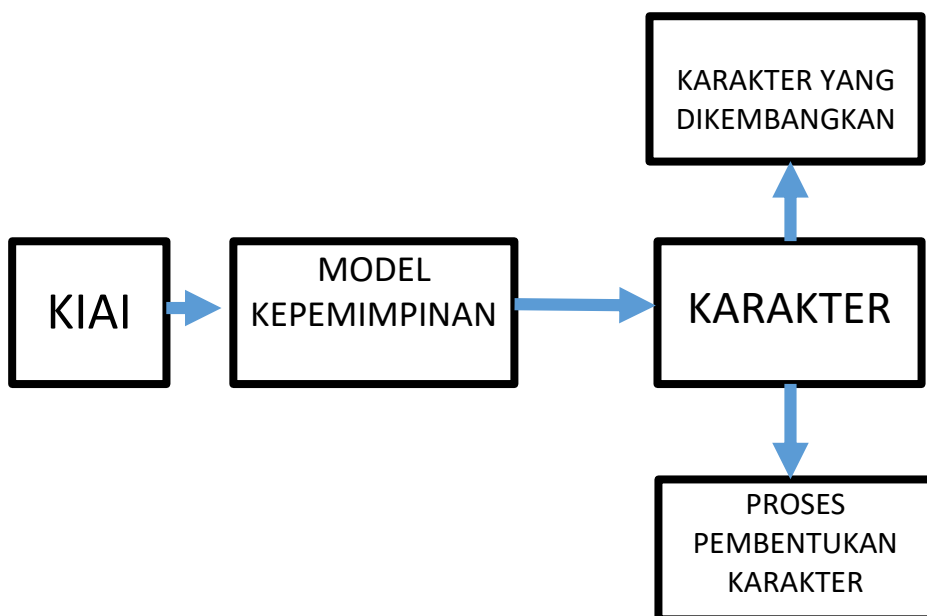 KARAKTER YANG
DIKEMBANGKAN
KIAI
MODEL
KEPEMIMPINAN
KARAKTER
PROSES
PEMBENTUKAN
KARAKTER